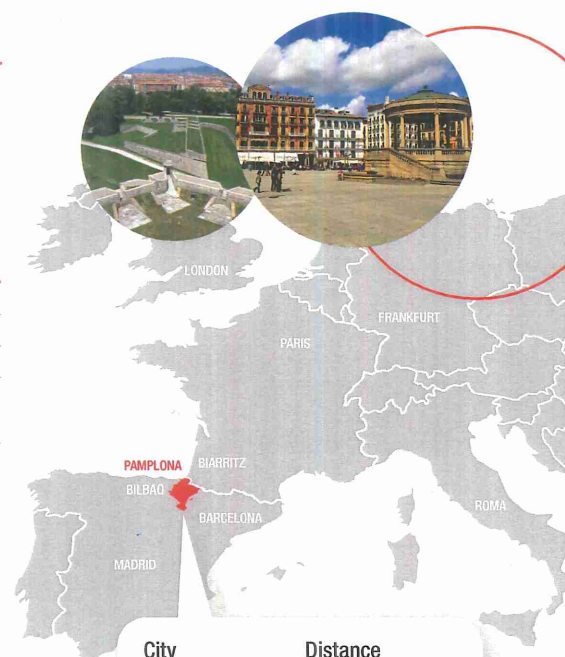 LONDON
FRANKFURT
PARIS
PAMPLONA
BIARRITZ
BILBAO
BARCELONA
ROMA
MADRID
City Distance